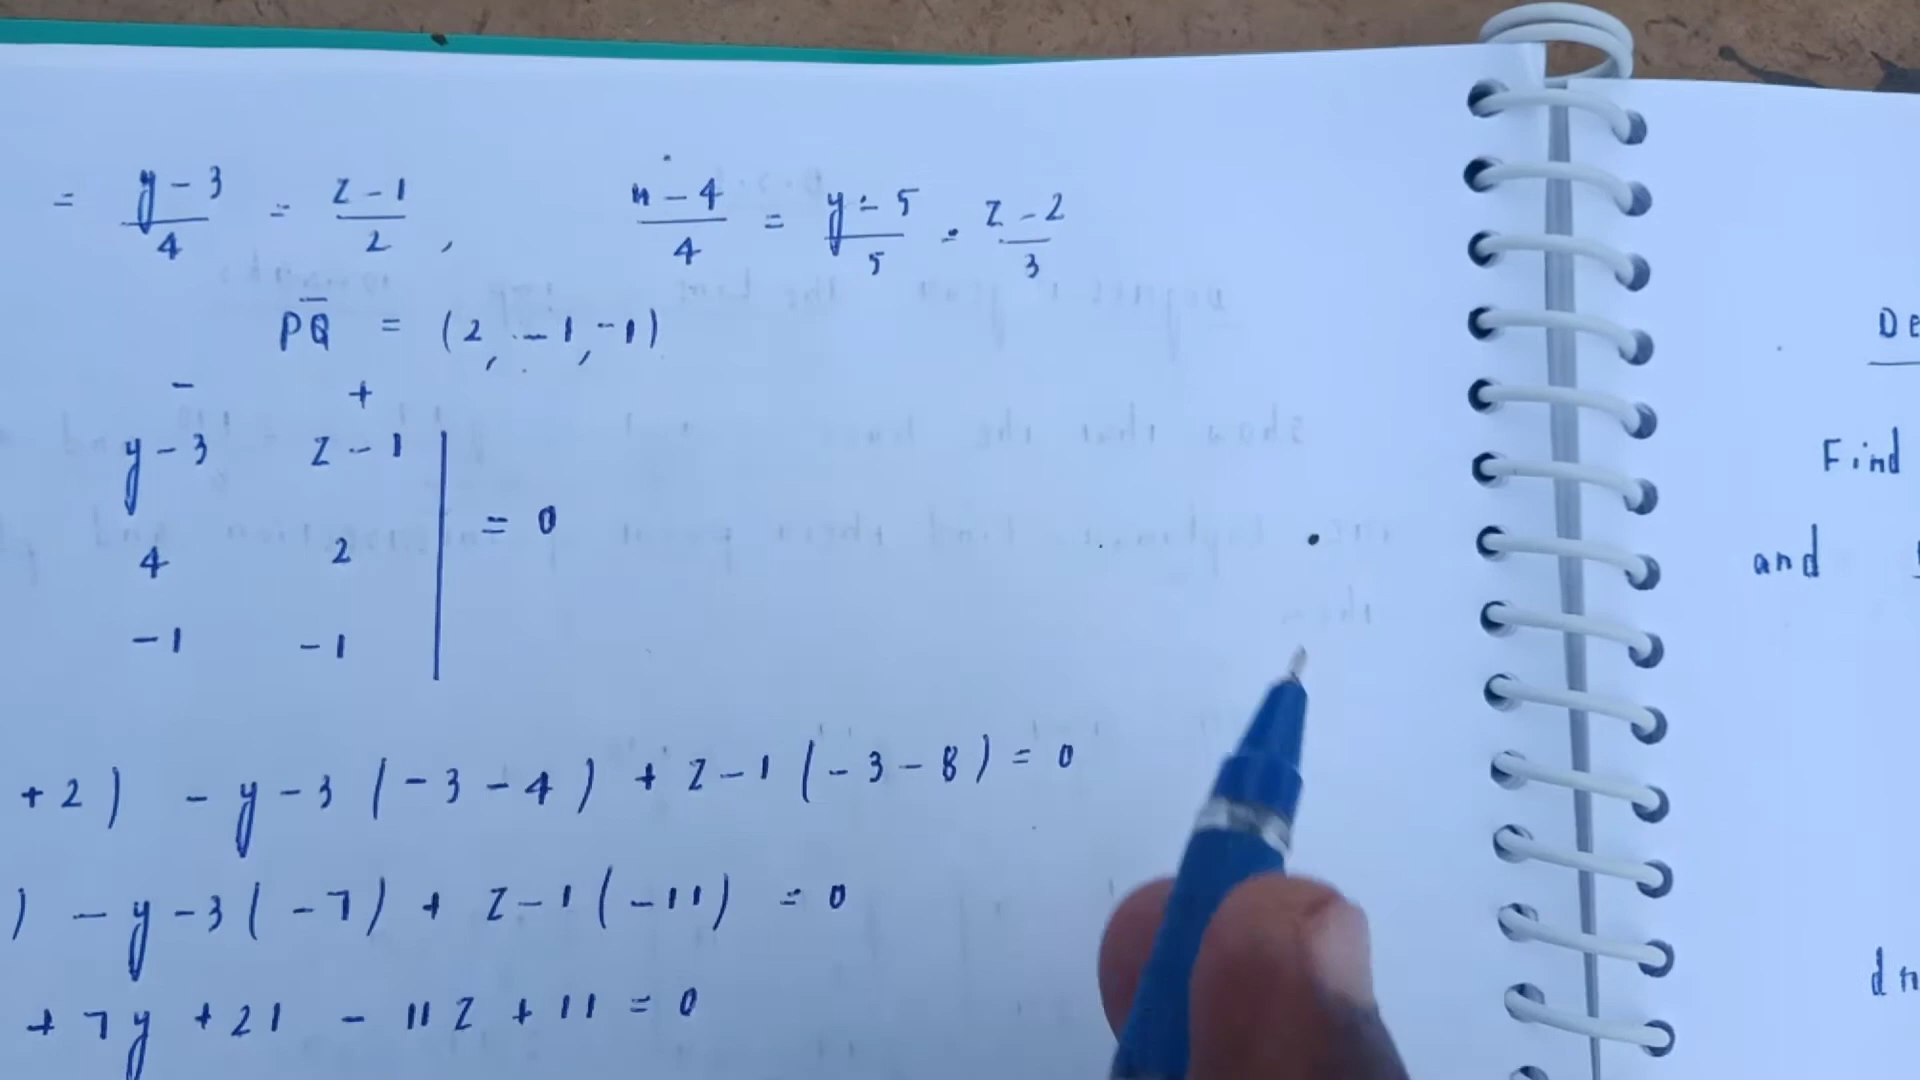 = y-3/4 = z-1/2 , x-4/4 = y-5/5 = z-2/3
PQ = (2, -1, -1)
- +
y-3 z-1
4 2 = 0
-1 -1
+2) - y-3 (-3-4) + z-1 (-3-8) = 0
) - y-3 (-7) + z-1 (-11) = 0
+7y +21 - 11z + 11 = 0
De
Find
and